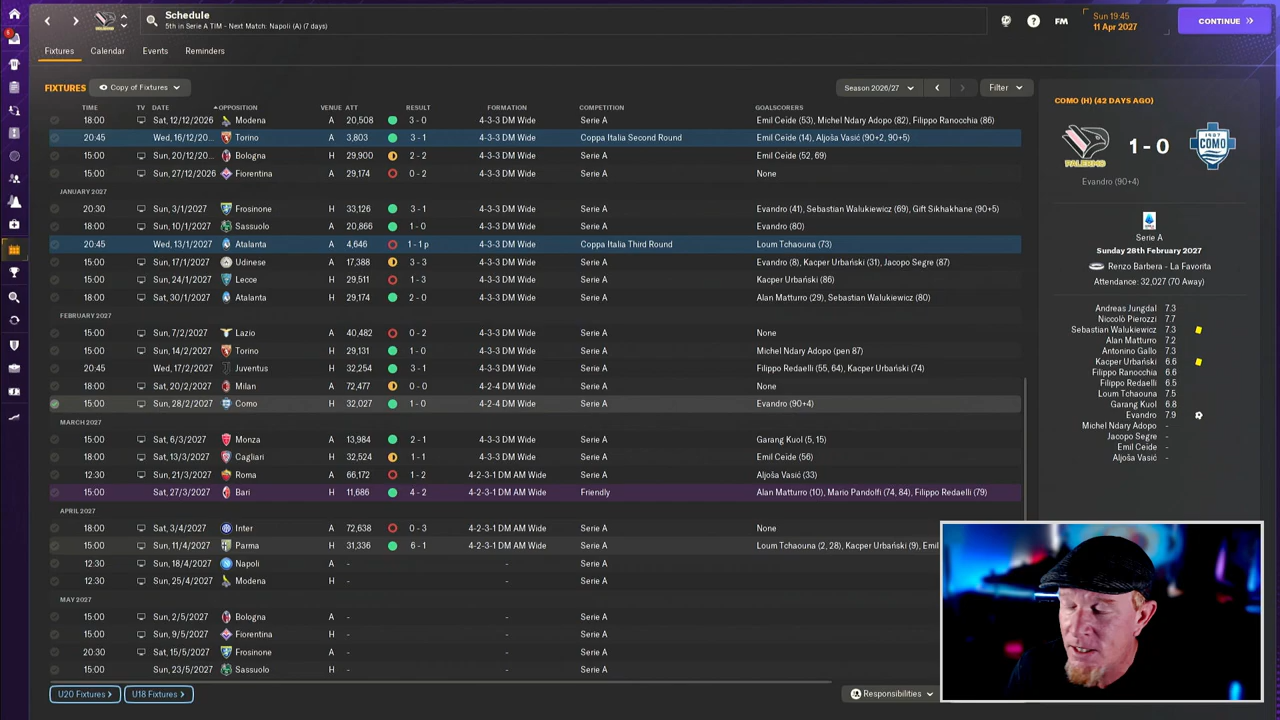 Schedule
5th in Serie A TIM - Next Match: Napoli (A) (7 days)
FM
Sun 19:45
11 Apr 2027
CONTINUE
Fixtures Calendar Events Reminders
FIXTURES Copy of Fixtures Season 2026/27 Filter
TIME TV DATE OPPOSITION VENUE ATT RESULT FORMATION COMPETITION GOALSCORERS
18:00 Sat, 12/12/2026 Modena A 20,508 3 - 0 4-3-3 DM Wide Serie A Emil Ceide (53), Michel Ndary Adopo (82), Filippo Ranocchia (86)
20:45 Wed, 16/12/20... Torino A 3,803 3 - 1 4-3-3 DM Wide Coppa Italia Second Round Emil Ceide (14), Aljoša Vasić (90+2, 90+5)
15:00 Sun, 20/12/20... Bologna H 29,900 2 - 2 4-3-3 DM Wide Serie A Emil Ceide (52, 69)
15:00 Sun, 27/12/2026 Fiorentina A 29,174 0 - 2 4-3-3 DM Wide Serie A None
JANUARY 2027
20:30 Sun, 3/1/2027 Frosinone H 33,126 3 - 1 4-3-3 DM Wide Serie A Evandro (41), Sebastian Walukiewicz (69), Gift Sikhakhane (90+5)
18:00 Sun, 10/1/2027 Sassuolo A 20,866 1 - 0 4-3-3 DM Wide Serie A Evandro (80)
20:45 Wed, 13/1/2027 Atalanta A 4,646 1 - 1 p 4-3-3 DM Wide Coppa Italia Third Round Loum Tchaouna (73)
15:00 Sun, 17/1/2027 Udinese A 17,388 3 - 3 4-3-3 DM Wide Serie A Evandro (8), Kacper Urbański (31), Jacopo Segre (87)
15:00 Sun, 24/1/2027 Lecce H 29,511 1 - 3 4-3-3 DM Wide Serie A Kacper Urbański (86)
18:00 Sat, 30/1/2027 Atalanta H 29,174 2 - 0 4-3-3 DM Wide Serie A Alan Matturro (29), Sebastian Walukiewicz (80)
FEBRUARY 2027
15:00 Sun, 7/2/2027 Lazio A 40,482 0 - 2 4-3-3 DM Wide Serie A None
15:00 Sun, 14/2/2027 Torino H 29,131 1 - 0 4-3-3 DM Wide Serie A Michel Ndary Adopo (pen 87)
20:45 Wed, 17/2/2027 Juventus H 32,254 3 - 1 4-3-3 DM Wide Serie A Filippo Redaelli (55, 64), Kacper Urbański (74)
18:00 Sat, 20/2/2027 Milan A 72,477 0 - 0 4-2-4 DM Wide Serie A None
15:00 Sun, 28/2/2027 Como H 32,027 1 - 0 4-2-4 DM Wide Serie A Evandro (90+4)
MARCH 2027
15:00 Sat, 6/3/2027 Monza A 13,984 2 - 1 4-3-3 DM Wide Serie A Garang Kuol (5, 15)
18:00 Sat, 13/3/2027 Cagliari H 32,524 1 - 1 4-3-3 DM Wide Serie A Emil Ceide (56)
12:30 Sun, 21/3/2027 Roma A 66,172 1 - 2 4-2-3-1 DM AM Wide Serie A Aljoša Vasić (33)
15:00 Sat, 27/3/2027 Bari H 11,686 4 - 2 4-2-3-1 DM AM Wide Friendly Alan Matturro (10), Mario Pandolfi (74, 84), Filippo Redaelli (79)
APRIL 2027
18:00 Sat, 3/4/2027 Inter A 72,638 0 - 3 4-2-3-1 DM AM Wide Serie A None
15:00 Sun, 11/4/2027 Parma H 31,336 6 - 1 4-2-3-1 DM AM Wide Serie A Loum Tchaouna (2, 28), Kacper Urbański (9), Emil
12:30 Sun, 18/4/2027 Napoli A - - Serie A
12:30 Sun, 25/4/2027 Modena H - - Serie A
MAY 2027
15:00 Sun, 2/5/2027 Bologna A - - Serie A
15:00 Sun, 9/5/2027 Fiorentina H - - Serie A
20:30 Sat, 15/5/2027 Frosinone A - - Serie A
15:00 Sun, 23/5/2027 Sassuolo H - - Serie A
U20 Fixtures U18 Fixtures Responsibilities
COMO (H) (42 DAYS AGO)
PALERMO 1 - 0 1907 COMO
Evandro (90+4)
Serie A
Sunday 28th February 2027
Renzo Barbera - La Favorita
Attendance: 32,027 (70 Away)
Andreas Jungdal 7.3
Niccolò Pierozzi 7.7
Sebastian Walukiewicz 7.3
Alan Matturro 7.2
Antonino Gallo 7.3
Kacper Urbański 6.6
Filippo Ranocchia 6.6
Filippo Redaelli 6.5
Loum Tchaouna 7.5
Garang Kuol 6.8
Evandro 7.9
Michel Ndary Adopo -
Jacopo Segre -
Emil Ceide -
Aljoša Vasić -